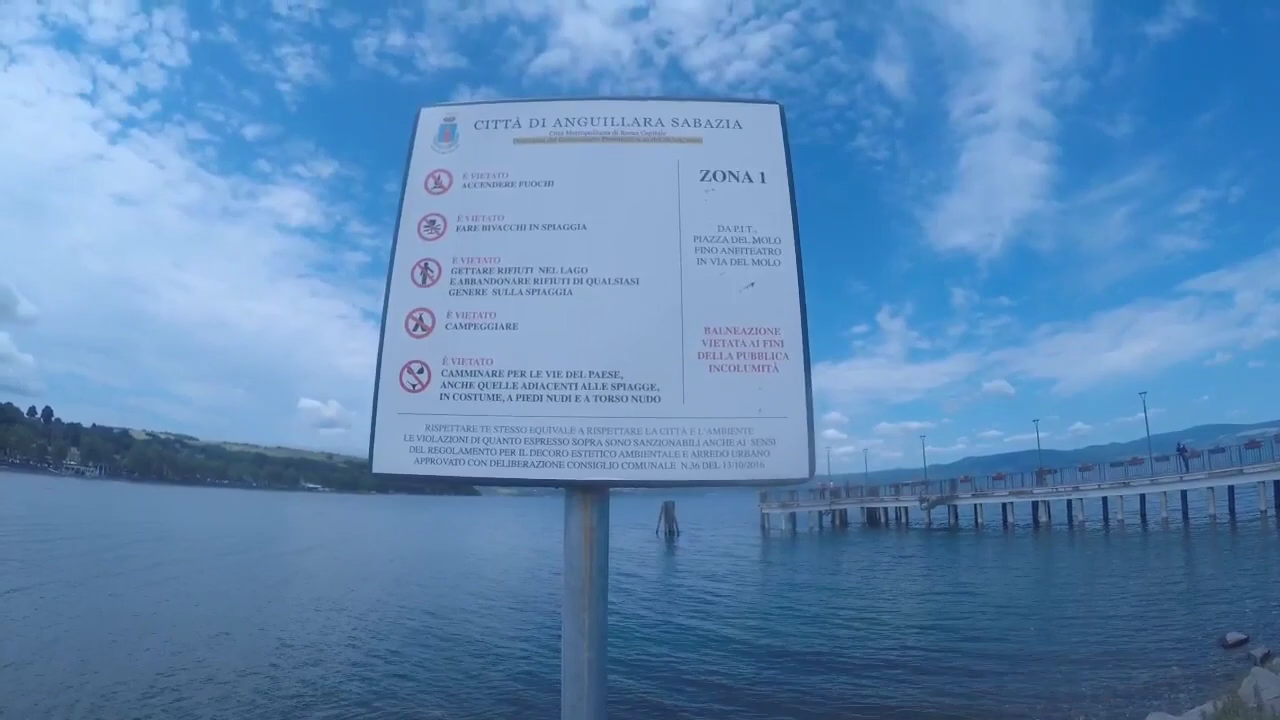 CITTÀ DI ANGUILLARA SABAZIA
Città Metropolitana di Roma Capitale
È VIETATO
ACCENDERE FUOCHI
È VIETATO
FARE BIVACCHI IN SPIAGGIA
È VIETATO
GETTARE RIFIUTI NEL LAGO
E ABBANDONARE RIFIUTI DI QUALSIASI
GENERE SULLA SPIAGGIA
È VIETATO
CAMPEGGIARE
È VIETATO
CAMMINARE PER LE VIE DEL PAESE,
ANCHE QUELLE ADIACENTI ALLE SPIAGGE,
IN COSTUME, A PIEDI NUDI E A TORSO NUDO
ZONA 1
DA P.I.T.,
PIAZZA DEL MOLO
FINO ANFITEATRO
IN VIA DEL MOLO
BALNEAZIONE
VIETATA AI FINI
DELLA PUBBLICA
INCOLUMITÀ
RISPETTARE TE STESSO EQUIVALE A RISPETTARE LA CITTÀ E L'AMBIENTE
LE VIOLAZIONI DI QUANTO ESPRESSO SOPRA SONO SANZIONABILI ANCHE AI SENSI
DEL REGOLAMENTO PER IL DECORO ESTETICO AMBIENTALE E ARREDO URBANO
APPROVATO CON DELIBERAZIONE CONSIGLIO COMUNALE N.36 DEL 13/10/2016